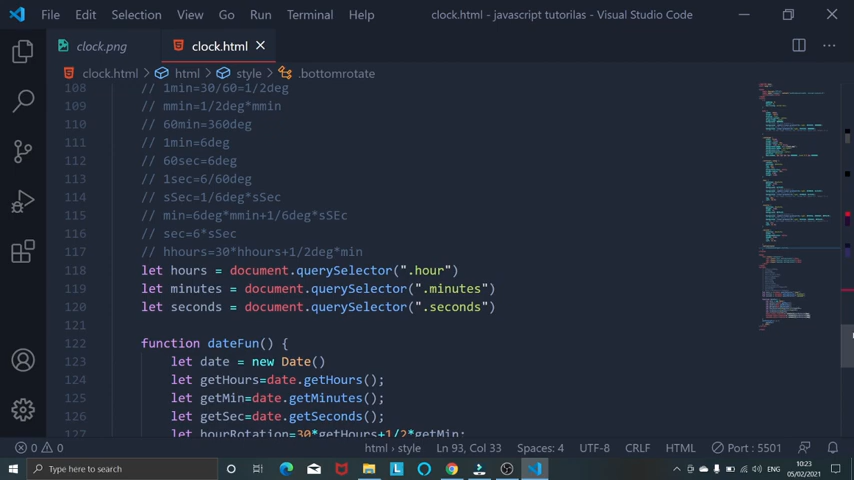 File Edit Selection View Go Run Terminal Help clock.html - javascript tutorilas - Visual Studio Code
clock.png clock.html
clock.html > html > style > .bottomrotate
108 // 1min=30/60=1/2deg
109 // mmin=1/2deg*mmin
110 // 60min=360deg
111 // 1min=6deg
112 // 60sec=6deg
113 // 1sec=6/60deg
114 // sSec=1/6deg*sSec
115 // min=6deg*mmin+1/6deg*sSEc
116 // sec=6*sSec
117 // hhours=30*hhours+1/2deg*min
118 let hours = document.querySelector(".hour")
119 let minutes = document.querySelector(".minutes")
120 let seconds = document.querySelector(".seconds")
121
122 function dateFun() {
123 let date = new Date()
124 let getHours=date.getHours();
125 let getMin=date.getMinutes();
126 let getSec=date.getSeconds();
127 let hourRotation=30*getHours+1/2*getMin;
0 0 html > style Ln 93, Col 33 Spaces: 4 UTF-8 CRLF HTML Port : 5501
Type here to search ENG 10:23
05/02/2021